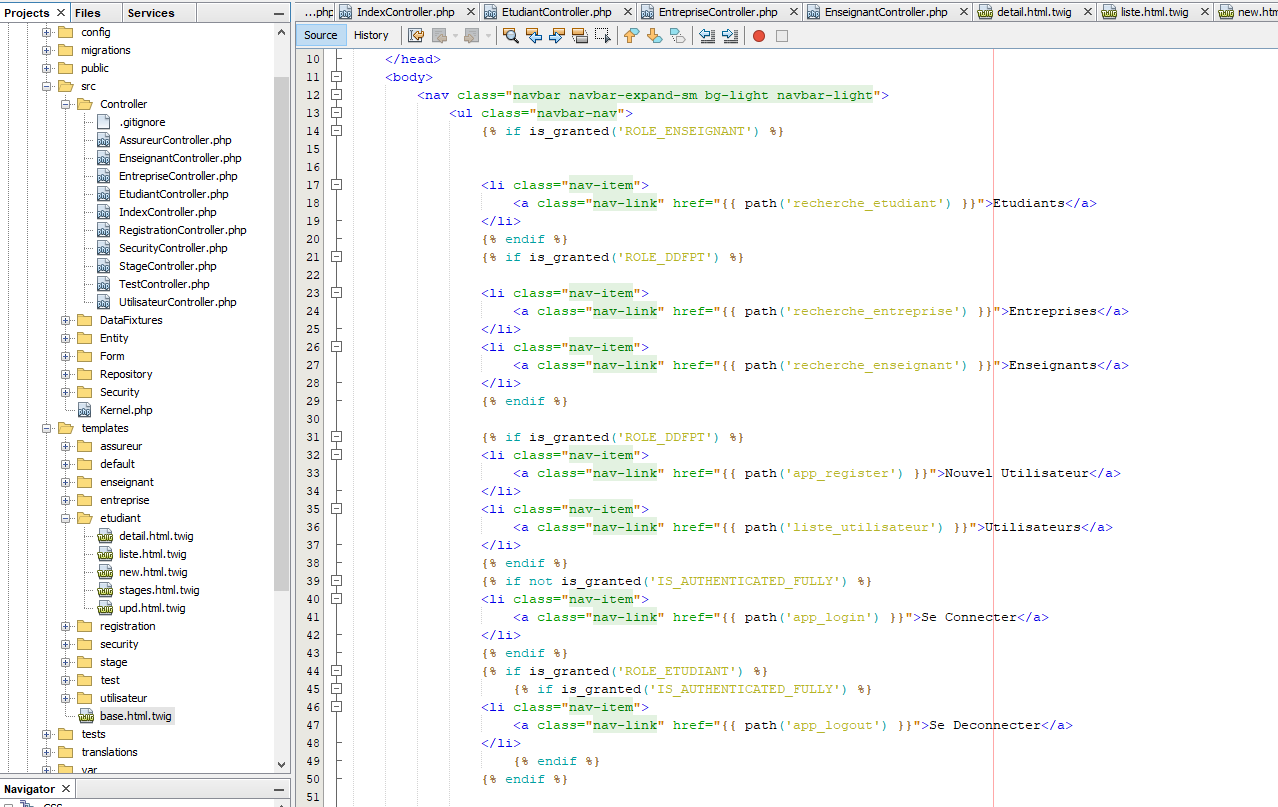 Projects
Files
Services
config
migrations
public
src
Controller
.gitignore
AssureurController.php
EnseignantController.php
EntrepriseController.php
EtudiantController.php
IndexController.php
RegistrationController.php
SecurityController.php
StageController.php
TestController.php
UtilisateurController.php
DataFixtures
Entity
Form
Repository
Security
Kernel.php
templates
assureur
default
enseignant
entreprise
etudiant
detail.html.twig
liste.html.twig
new.html.twig
stages.html.twig
upd.html.twig
registration
security
stage
test
utilisateur
base.html.twig
tests
translations
var
Navigator
CSS
...php IndexController.php EtudiantController.php EntrepriseController.php EnseignantController.php detail.html.twig liste.html.twig new.htm
Source History
10 </head>
11 <body>
12 <nav class="navbar navbar-expand-sm bg-light navbar-light">
13 <ul class="navbar-nav">
14 {% if is_granted('ROLE_ENSEIGNANT') %}
15
16
17 <li class="nav-item">
18 <a class="nav-link" href="{{ path('recherche_etudiant') }}">Etudiants</a>
19 </li>
20 {% endif %}
21 {% if is_granted('ROLE_DDFPT') %}
22
23 <li class="nav-item">
24 <a class="nav-link" href="{{ path('recherche_entreprise') }}">Entreprises</a>
25 </li>
26 <li class="nav-item">
27 <a class="nav-link" href="{{ path('recherche_enseignant') }}">Enseignants</a>
28 </li>
29 {% endif %}
30
31 {% if is_granted('ROLE_DDFPT') %}
32 <li class="nav-item">
33 <a class="nav-link" href="{{ path('app_register') }}">Nouvel Utilisateur</a>
34 </li>
35 <li class="nav-item">
36 <a class="nav-link" href="{{ path('liste_utilisateur') }}">Utilisateurs</a>
37 </li>
38 {% endif %}
39 {% if not is_granted('IS_AUTHENTICATED_FULLY') %}
40 <li class="nav-item">
41 <a class="nav-link" href="{{ path('app_login') }}">Se Connecter</a>
42 </li>
43 {% endif %}
44 {% if is_granted('ROLE_ETUDIANT') %}
45 {% if is_granted('IS_AUTHENTICATED_FULLY') %}
46 <li class="nav-item">
47 <a class="nav-link" href="{{ path('app_logout') }}">Se Deconnecter</a>
48 </li>
49 {% endif %}
50 {% endif %}
51